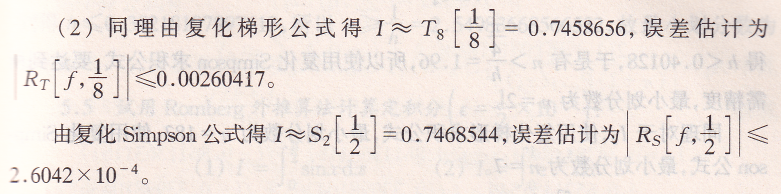 (2) 同理由复化梯形公式得 I≈T₈[1/8]=0.7458656,误差估计为
|R_T[f,1/8]|≤0.00260417。
由复化 Simpson 公式得 I≈S₂[1/2]=0.7468544,误差估计为|R_S[f,1/2]|≤
2.6042×10⁻⁴。